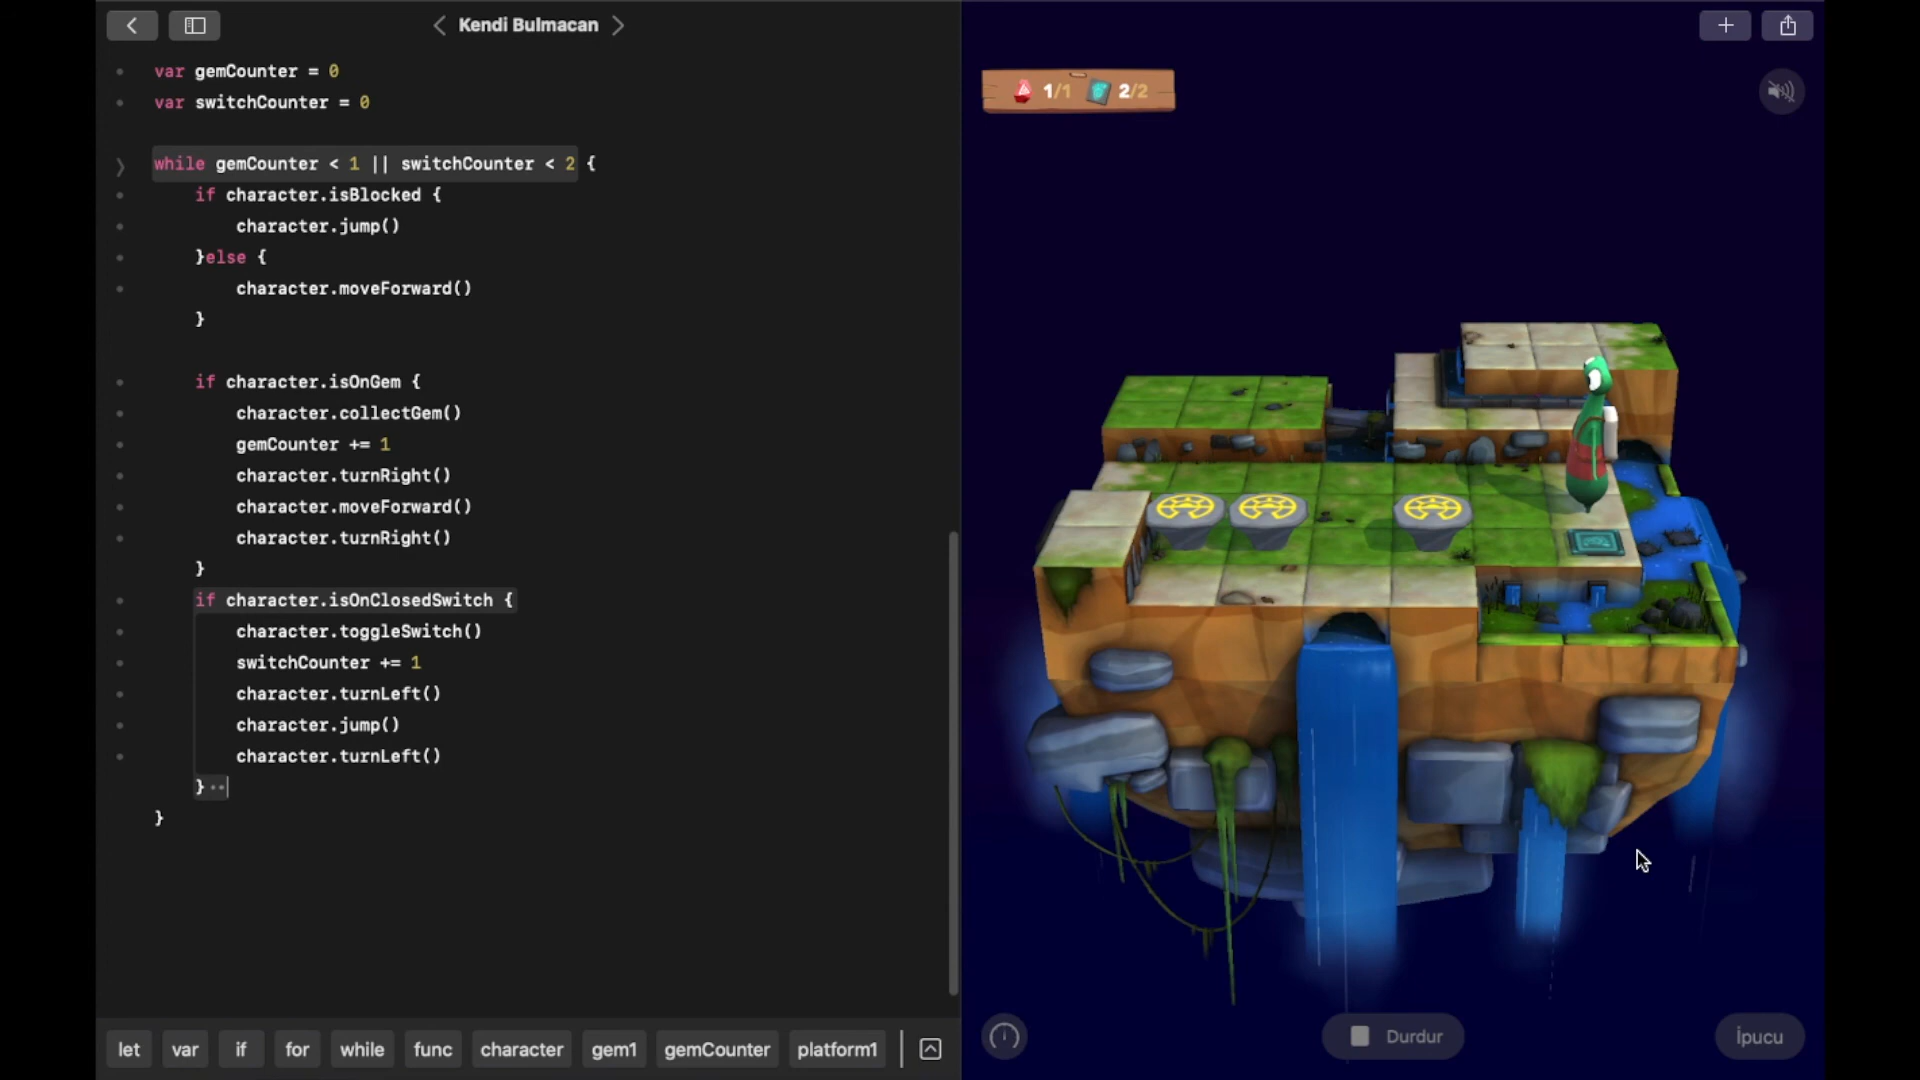 Kendi Bulmacan
var gemCounter = 0
var switchCounter = 0
while gemCounter < 1 || switchCounter < 2 {
if character.isBlocked {
character.jump()
}else {
character.moveForward()
}
if character.isOnGem {
character.collectGem()
gemCounter += 1
character.turnRight()
character.moveForward()
character.turnRight()
}
if character.isOnClosedSwitch {
character.toggleSwitch()
switchCounter += 1
character.turnLeft()
character.jump()
character.turnLeft()
}
}
let var if for while func character gem1 gemCounter platform1
1/1 2/2
Durdur
İpucu